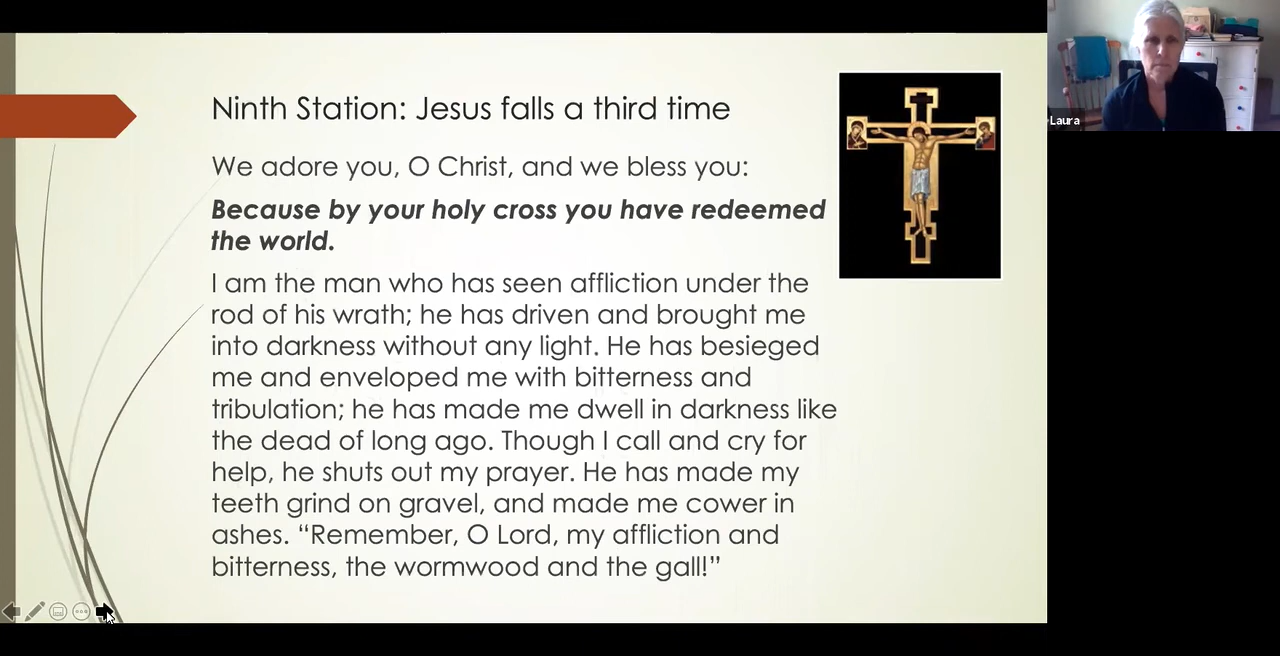 Ninth Station: Jesus falls a third time
We adore you, O Christ, and we bless you:
Because by your holy cross you have redeemed
the world.
I am the man who has seen affliction under the
rod of his wrath; he has driven and brought me
into darkness without any light. He has besieged
me and enveloped me with bitterness and
tribulation; he has made me dwell in darkness like
the dead of long ago. Though I call and cry for
help, he shuts out my prayer. He has made my
teeth grind on gravel, and made me cower in
ashes. “Remember, O Lord, my affliction and
bitterness, the wormwood and the gall!”
Laura